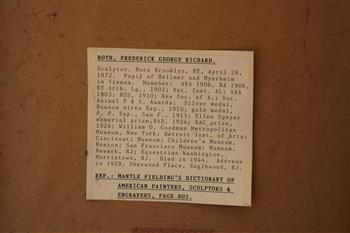 ROTH, FREDERICK GEORGE RICHARD.
Sculptor. Born Brooklyn, NY, April 28,
1872. Pupil of Hellmer and Myerheim
in Vienna. Memeber: ANA 1906, NA 1906,
NY Arch. Lg., 1902; Nat. Inst. AL; SAA
1903: NSS, 1910; New Soc. of A.; Soc.
Animal P & S. Awards: Silver medal,
Buenos Aires Exp., 1910; gold medal,
P. P. Exp., San F., 1915; Ellen Speyer
memorial prize, NAD, 1924; NAC prize,
1924; William O. Goodman Metropolitan
Museum, New York; Detroit Inst. of Arts;
Cincinnati Museum; Children's Museum,
Boston; San Francisco Museum; Museum,
Newark, NJ; Equestrian Washington,
Morristown, NJ. Died in 1944. Address
in 1929, Sherwood Place, Englewood, NJ.
REF.: MANTLE FIELDING'S DICTIONARY OF
AMERICAN PAINTERS, SCULPTORS &
ENGRAVERS, PAGE 802.